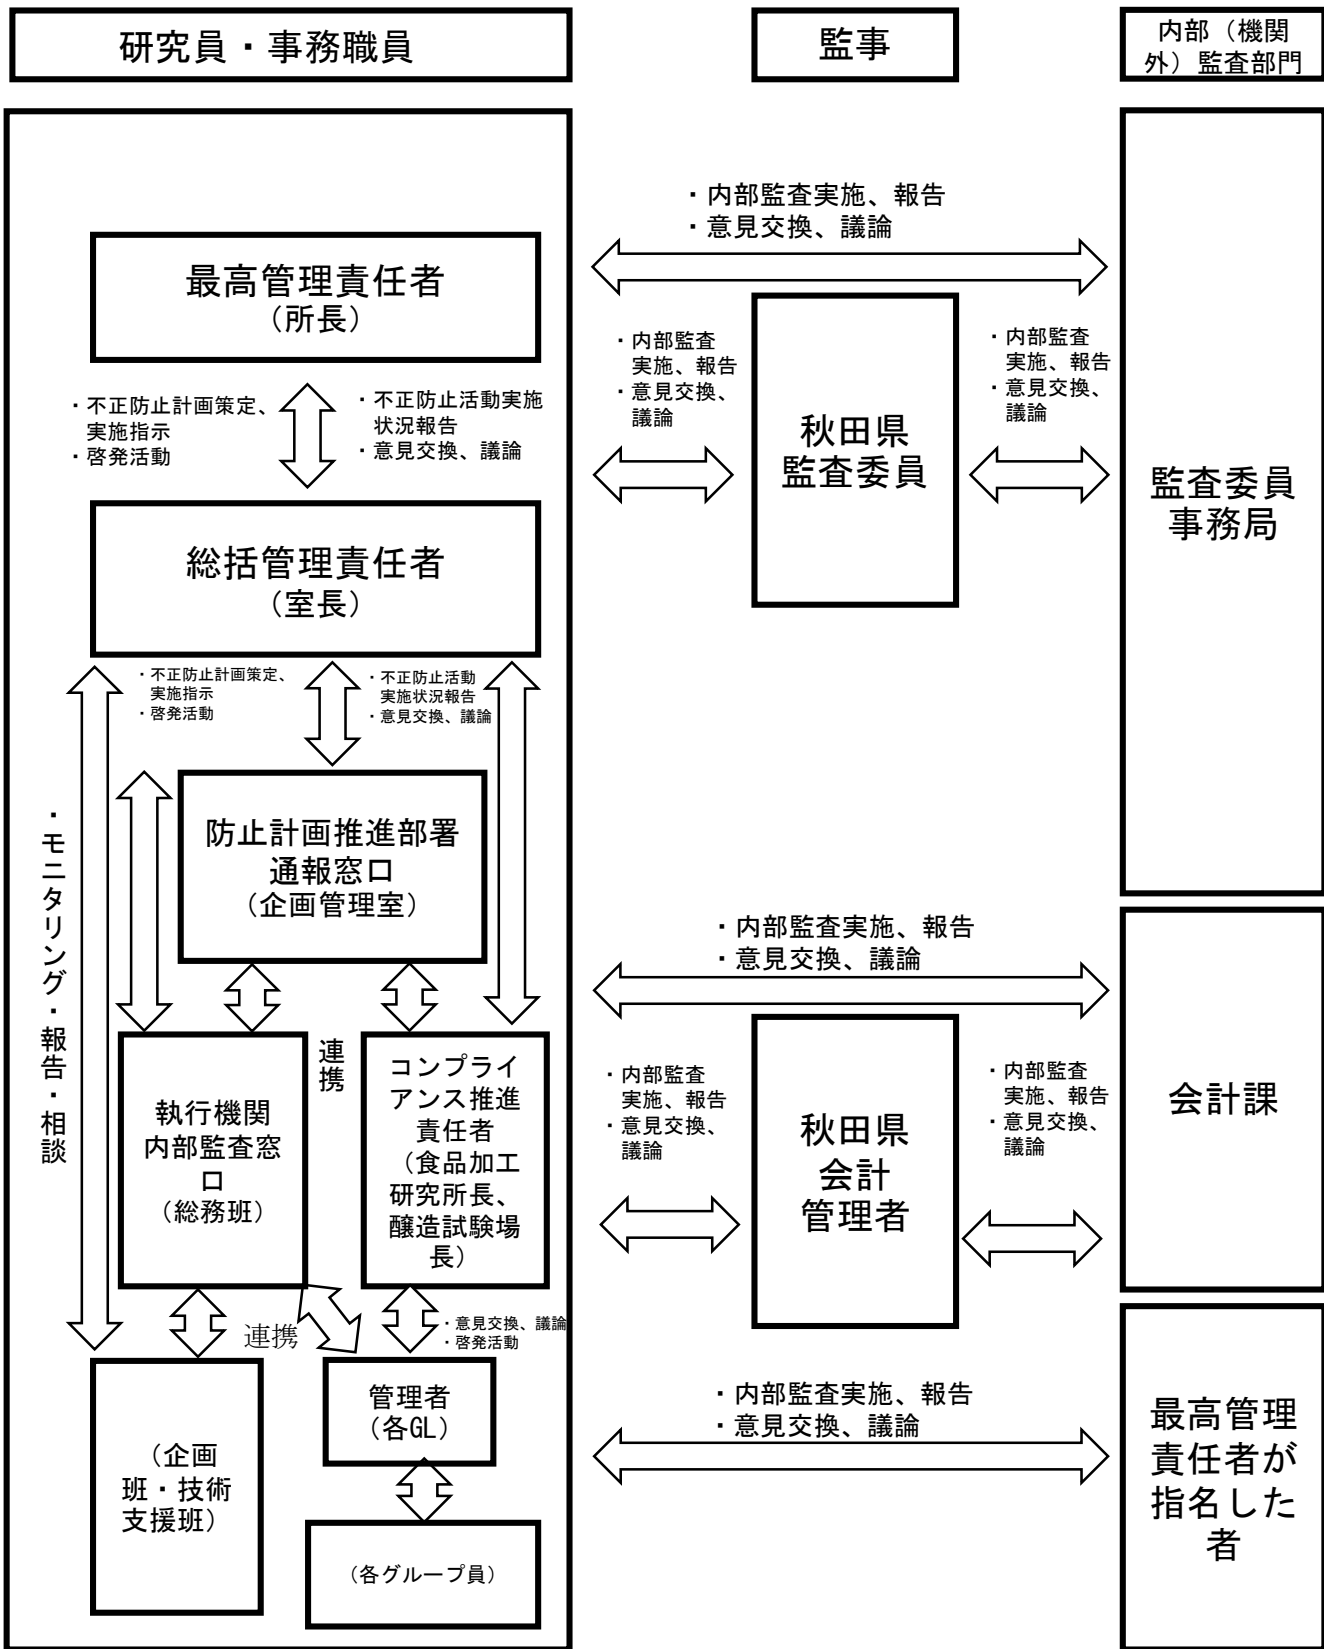 研究員・事務職員
監事
内部（機関
外）監査部門
・内部監査実施、報告
・意見交換、議論
最高管理責任者
（所長）
・不正防止計画策定、
実施指示
・啓発活動
・不正防止活動実施
状況報告
・意見交換、議論
・内部監査
実施、報告
・意見交換、
議論
秋田県
監査委員
・内部監査
実施、報告
・意見交換、
議論
監査委員
事務局
総括管理責任者
（室長）
・不正防止計画策定、
実施指示
・啓発活動
・不正防止活動
実施状況報告
・意見交換、議論
・モニタリング・報告・相談
防止計画推進部署
通報窓口
（企画管理室）
・内部監査実施、報告
・意見交換、議論
執行機関
内部監査窓
口
（総務班）
連携
コンプライ
アンス推進
責任者
（食品加工
研究所長、
醸造試験場
長）
・内部監査
実施、報告
・意見交換、
議論
秋田県
会計
管理者
・内部監査
実施、報告
・意見交換、
議論
会計課
連携
・意見交換、議論
・啓発活動
（企画
班・技術
支援班）
管理者
（各GL）
（各グループ員）
・内部監査実施、報告
・意見交換、議論
最高管理
責任者が
指名した
者